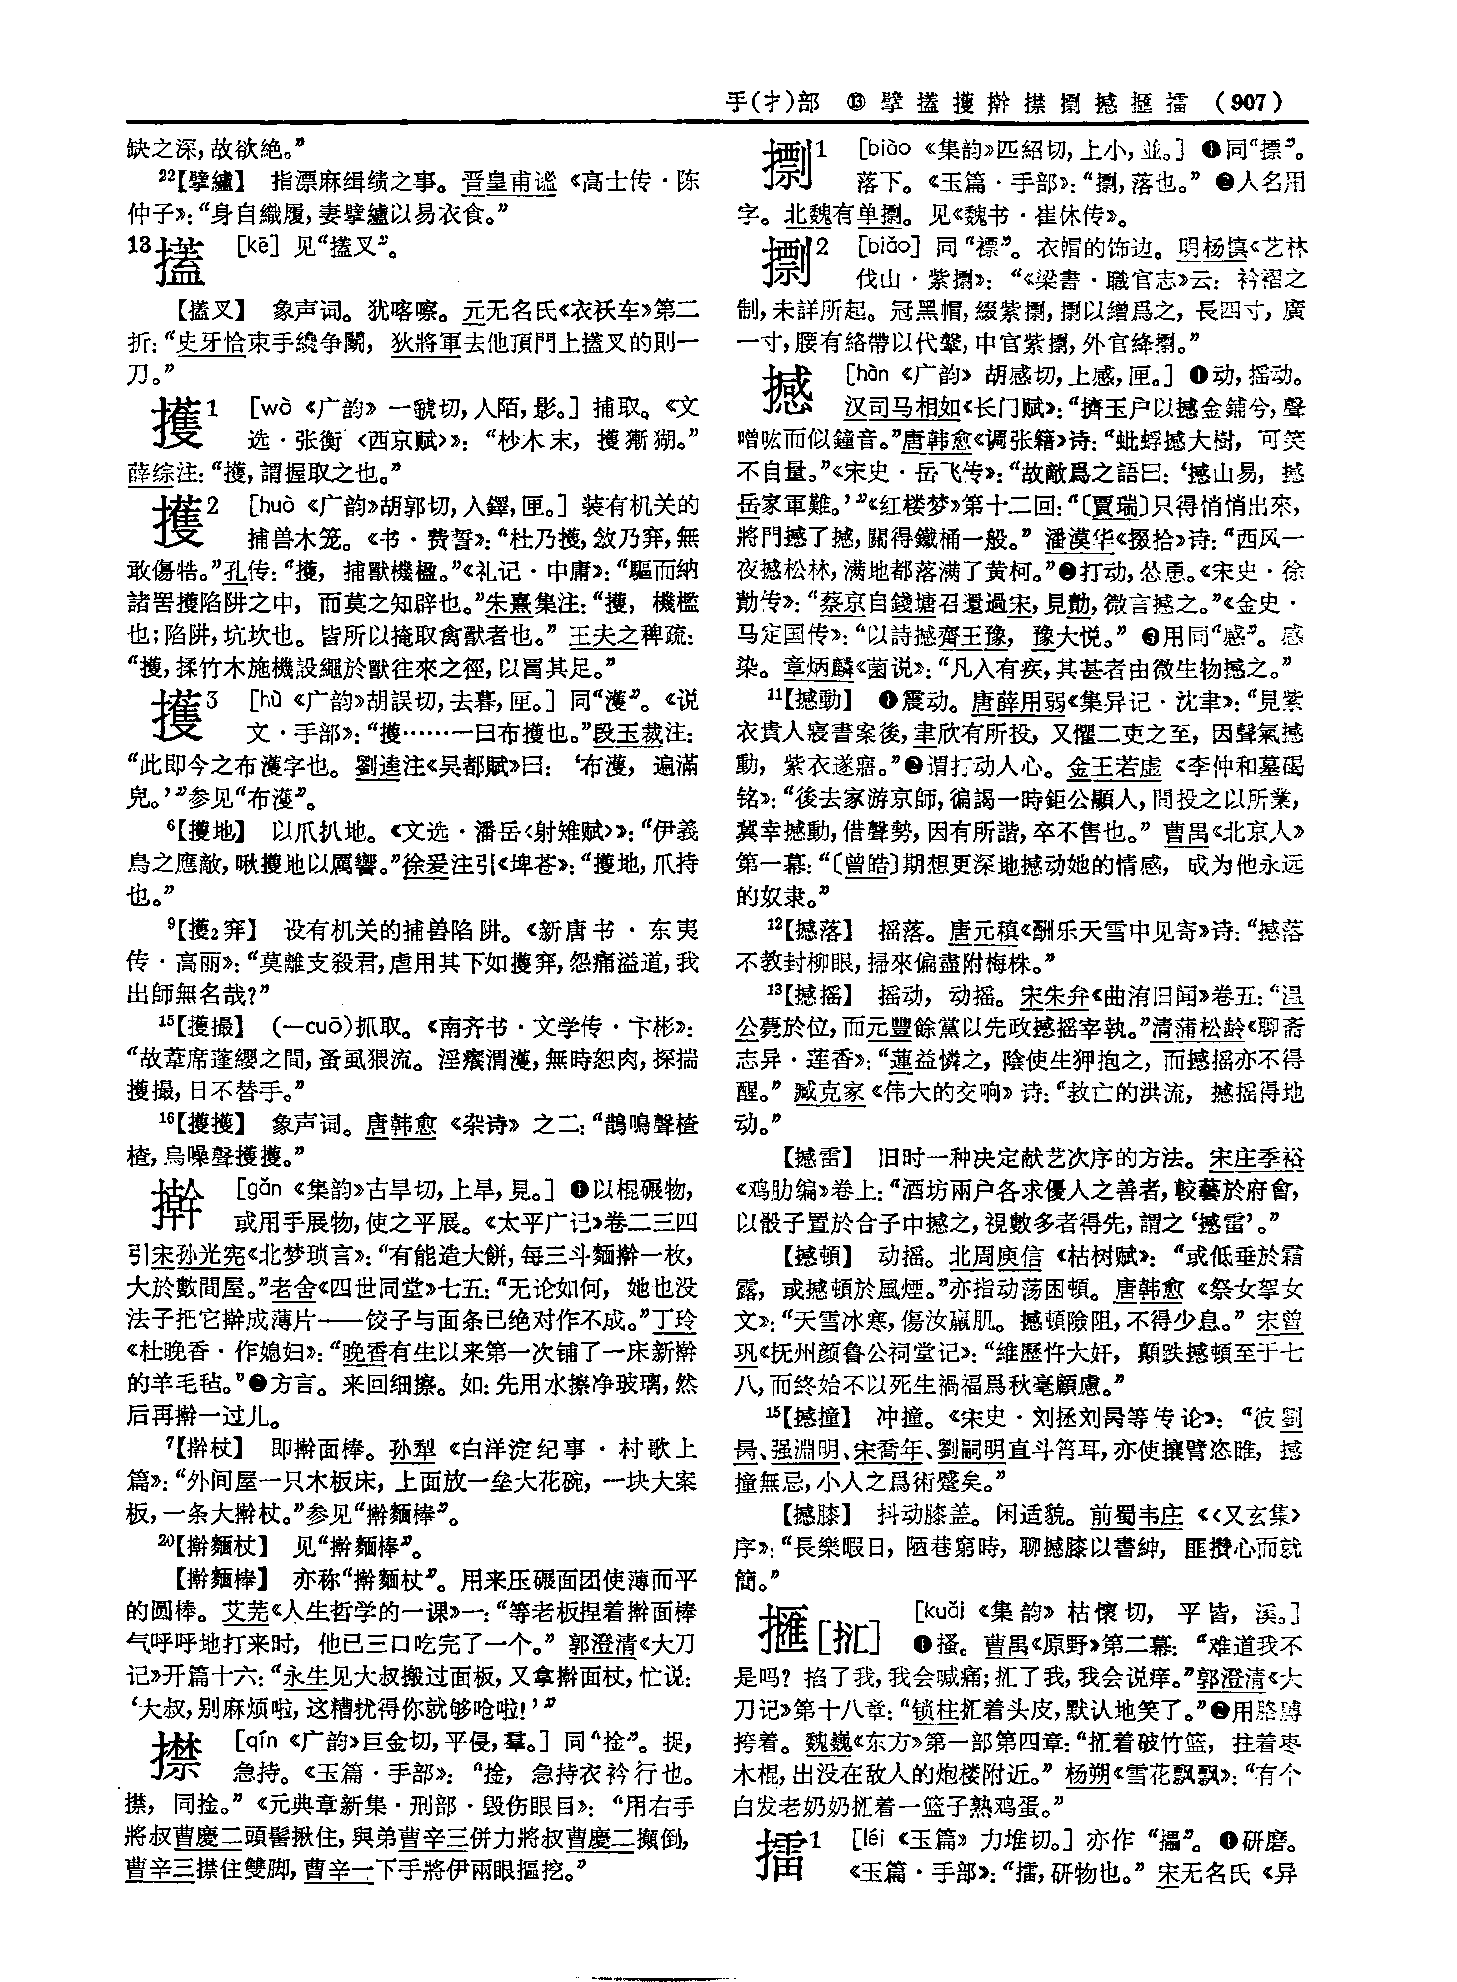 手(扌)部 ⑬ 擘 搕 擭 擀 㩒 摽 撼 擓 擂 (907)
缺之深,故欲絶。”
²²【擘纑】 指漂麻缉绩之事。晋皇甫谧《高士传·陈
仲子》:“身自織履,妻擘纑以易衣食。”
13 [kē] 见“㩉叉”。
【㩉叉】 象声词。犹喀嚓。元无名氏《衣袄车》第二
折:“史牙恰束手纔争鬭,狄將軍去他頂門上㩉叉的則一
刀。”
擭1 [wò 《广韵》一虢切,入陌,影。]捕取。《文
选·张衡〈西京赋〉》:“杪木末,擭獑猢。”
薛综注:“擭,謂握取之也。”
擭2 [huò 《广韵》胡郭切,入鐸,匣。]装有机关的
捕兽木笼。《书·费誓》:“杜乃擭,敜乃穽,無
敢傷牿。”孔传:“擭,捕獸機檻。”《礼记·中庸》:“驅而納
諸罟擭陷阱之中,而莫之知辟也。”朱熹集注:“擭,機檻
也;陷阱,坑坎也。皆所以掩取禽獸者也。”王夫之稗疏:
“擭,揉竹木施機設繩於獸往來之徑,以罥其足。”
擭3 [hù 《广韵》胡誤切,去暮,匣。]同“濩”。《说
文·手部》:“擭……一曰布擭也。”段玉裁注:
“此即今之布濩字也。劉逵注《吴都賦》曰:‘布濩,遍滿
皃。’”参见“布濩”。
⁶【擭地】 以爪扒地。《文选·潘岳〈射雉赋〉》:“伊義
鳥之應敵,啾擭地以厲響。”徐爰注引《埤苍》:“擭地,爪持
也。”
⁹【擭₂穽】 设有机关的捕兽陷阱。《新唐书·东夷
传·高丽》:“莫離支殺君,虐用其下如擭穽,怨痛溢道,我
出師無名哉?”
¹⁵【擭撮】 (—cuō)抓取。《南齐书·文学传·卞彬》:
“故葦席蓬纓之間,蚤虱猥流。淫癢渭濩,無時恕肉,探揣
擭撮,日不替手。”
¹⁶【擭擭】 象声词。唐韩愈《杂诗》之二:“鵲鳴聲楂
楂,烏噪聲擭擭。”
擀 [gǎn 《集韵》古旱切,上旱,見。]❶以棍碾物,
或用手展物,使之平展。《太平广记》卷二三四
引宋孙光宪《北梦琐言》:“有能造大餅,每三斗麵擀一枚,
大於數間屋。”老舍《四世同堂》七五:“无论如何,她也没
法子把它擀成薄片——饺子与面条已绝对作不成。”丁玲
《杜晚香·作媳妇》:“晚香有生以来第一次铺了一床新擀
的羊毛毡。”❷方言。来回细擦。如:先用水擦净玻璃,然
后再擀一过儿。
⁷【擀杖】 即擀面棒。孙犁《白洋淀纪事·村歌上
篇》:“外间屋一只木板床,上面放一垒大花碗,一块大案
板,一条大擀杖。”参见“擀麵棒”。
²⁰【擀麵杖】 见“擀麵棒”。
【擀麵棒】 亦称“擀麵杖”。用来压碾面团使薄而平
的圆棒。艾芜《人生哲学的一课》一:“等老板捏着擀面棒
气呼呼地打来时,他已三口吃完了一个。”郭澄清《大刀
记》开篇十六:“永生见大叔搬过面板,又拿擀面杖,忙说:
‘大叔,别麻烦啦,这糟扰得你就够呛啦!’”
㩒 [qín 《广韵》巨金切,平侵,羣。]同“捦”。捉,
急持。《玉篇·手部》:“捦,急持衣衿行也。
㩒,同捦。”《元典章新集·刑部·毁伤眼目》:“用右手
將叔曹慶二頭髻揪住,與弟曹辛三併力將叔曹慶二攧倒,
曹辛三㩒住雙脚,曹辛一下手將伊兩眼摳挖。”
1 [biào 《集韵》匹紹切,上小,並。]❶同“摽”。
落下。《玉篇·手部》:“㔄,落也。”❷人名用
字。北魏有单㔄。见《魏书·崔休传》。
2 [biǎo]同“褾”。衣帽的饰边。明杨慎《艺林
伐山·紫㔄》:“《梁書·職官志》云:袴褶之
制,未詳所起。冠黑帽,綴紫㔄,㔄以繒爲之,長四寸,廣
一寸,腰有絡帶以代鞶,中官紫㔄,外官絳㔄。”
撼 [hàn 《广韵》胡感切,上感,匣。]❶动,摇动。
汉司马相如《长门赋》:“擠玉户以撼金鋪兮,聲
噌吰而似鐘音。”唐韩愈《调张籍》诗:“蚍蜉撼大樹,可笑
不自量。”《宋史·岳飞传》:“故敵爲之語曰:‘撼山易,撼
岳家軍難。’”《红楼梦》第十二回:“〔賈瑞〕只得悄悄出來,
將門撼了撼,關得鐵桶一般。”潘漠华《掇拾》诗:“西风一
夜撼松林,满地都落满了黄柯。”❷打动,怂恿。《宋史·徐
勣传》:“蔡京自錢塘召還過宋,見勣,微言撼之。”《金史·
马定国传》:“以詩撼齊王豫,豫大悦。”❸用同“感”。感
染。章炳麟《菌说》:“凡人有疾,其甚者由微生物撼之。”
¹¹【撼動】 ❶震动。唐薛用弱《集异记·沈聿》:“見紫
衣貴人寢書案後,聿欣有所投,又懼二吏之至,因聲氣撼
動,紫衣遂寤。”❷谓打动人心。金王若虚《李仲和墓碣
铭》:“後去家游京師,徧謁一時鉅公顯人,間投之以所業,
冀幸撼動,借聲勢,因有所諧,卒不售也。”曹禺《北京人》
第一幕:“〔曾皓〕期想更深地撼动她的情感,成为他永远
的奴隶。”
¹²【撼落】 摇落。唐元稹《酬乐天雪中见寄》诗:“撼落
不教封柳眼,掃來偏盡附梅株。”
¹³【撼摇】 摇动,动摇。宋朱弁《曲洧旧闻》卷五:“温
公薨於位,而元豐餘黨以先政撼摇宰執。”清蒲松龄《聊斋
志异·莲香》:“蓮益憐之,陰使生狎抱之,而撼摇亦不得
醒。”臧克家《伟大的交响》诗:“救亡的洪流,撼摇得地
动。”
【撼雷】 旧时一种决定献艺次序的方法。宋庄季裕
《鸡肋编》卷上:“酒坊兩户各求優人之善者,較藝於府會,
以骰子置於合子中撼之,視數多者得先,謂之‘撼雷’。”
【撼頓】 动摇。北周庾信《枯树赋》:“或低垂於霜
露,或撼頓於風煙。”亦指动荡困頓。唐韩愈《祭女挐女
文》:“天雪冰寒,傷汝羸肌。撼頓險阻,不得少息。”宋曾
巩《抚州颜鲁公祠堂记》:“維歷忤大奸,顛跌撼頓至于七
八,而終始不以死生禍福爲秋毫顧慮。”
¹⁵【撼撞】 冲撞。《宋史·刘拯刘昺等传论》:“彼劉
昺、强淵明、宋喬年、劉嗣明直斗筲耳,亦使攘臂恣睢,撼
撞無忌,小人之爲術蹙矣。”
【撼膝】 抖动膝盖。闲适貌。前蜀韦庄《〈又玄集〉
序》:“長樂暇日,陋巷窮時,聊撼膝以書紳,匪攢心而就
簡。”
擓[㧟] [kuǎi 《集韵》枯懷切,平皆,溪。]
❶搔。曹禺《原野》第二幕:“难道我不
是吗?掐了我,我会喊痛;㧟了我,我会说痒。”郭澄清《大
刀记》第十八章:“锁柱㧟着头皮,默认地笑了。”❷用胳膊
挎着。魏巍《东方》第一部第四章:“㧟着破竹篮,拄着枣
木棍,出没在敌人的炮楼附近。”杨朔《雪花飘飘》:“有个
白发老奶奶㧟着一篮子熟鸡蛋。”
擂1 [léi 《玉篇》力堆切。]亦作“攂”。❶研磨。
《玉篇·手部》:“擂,研物也。”宋无名氏《异